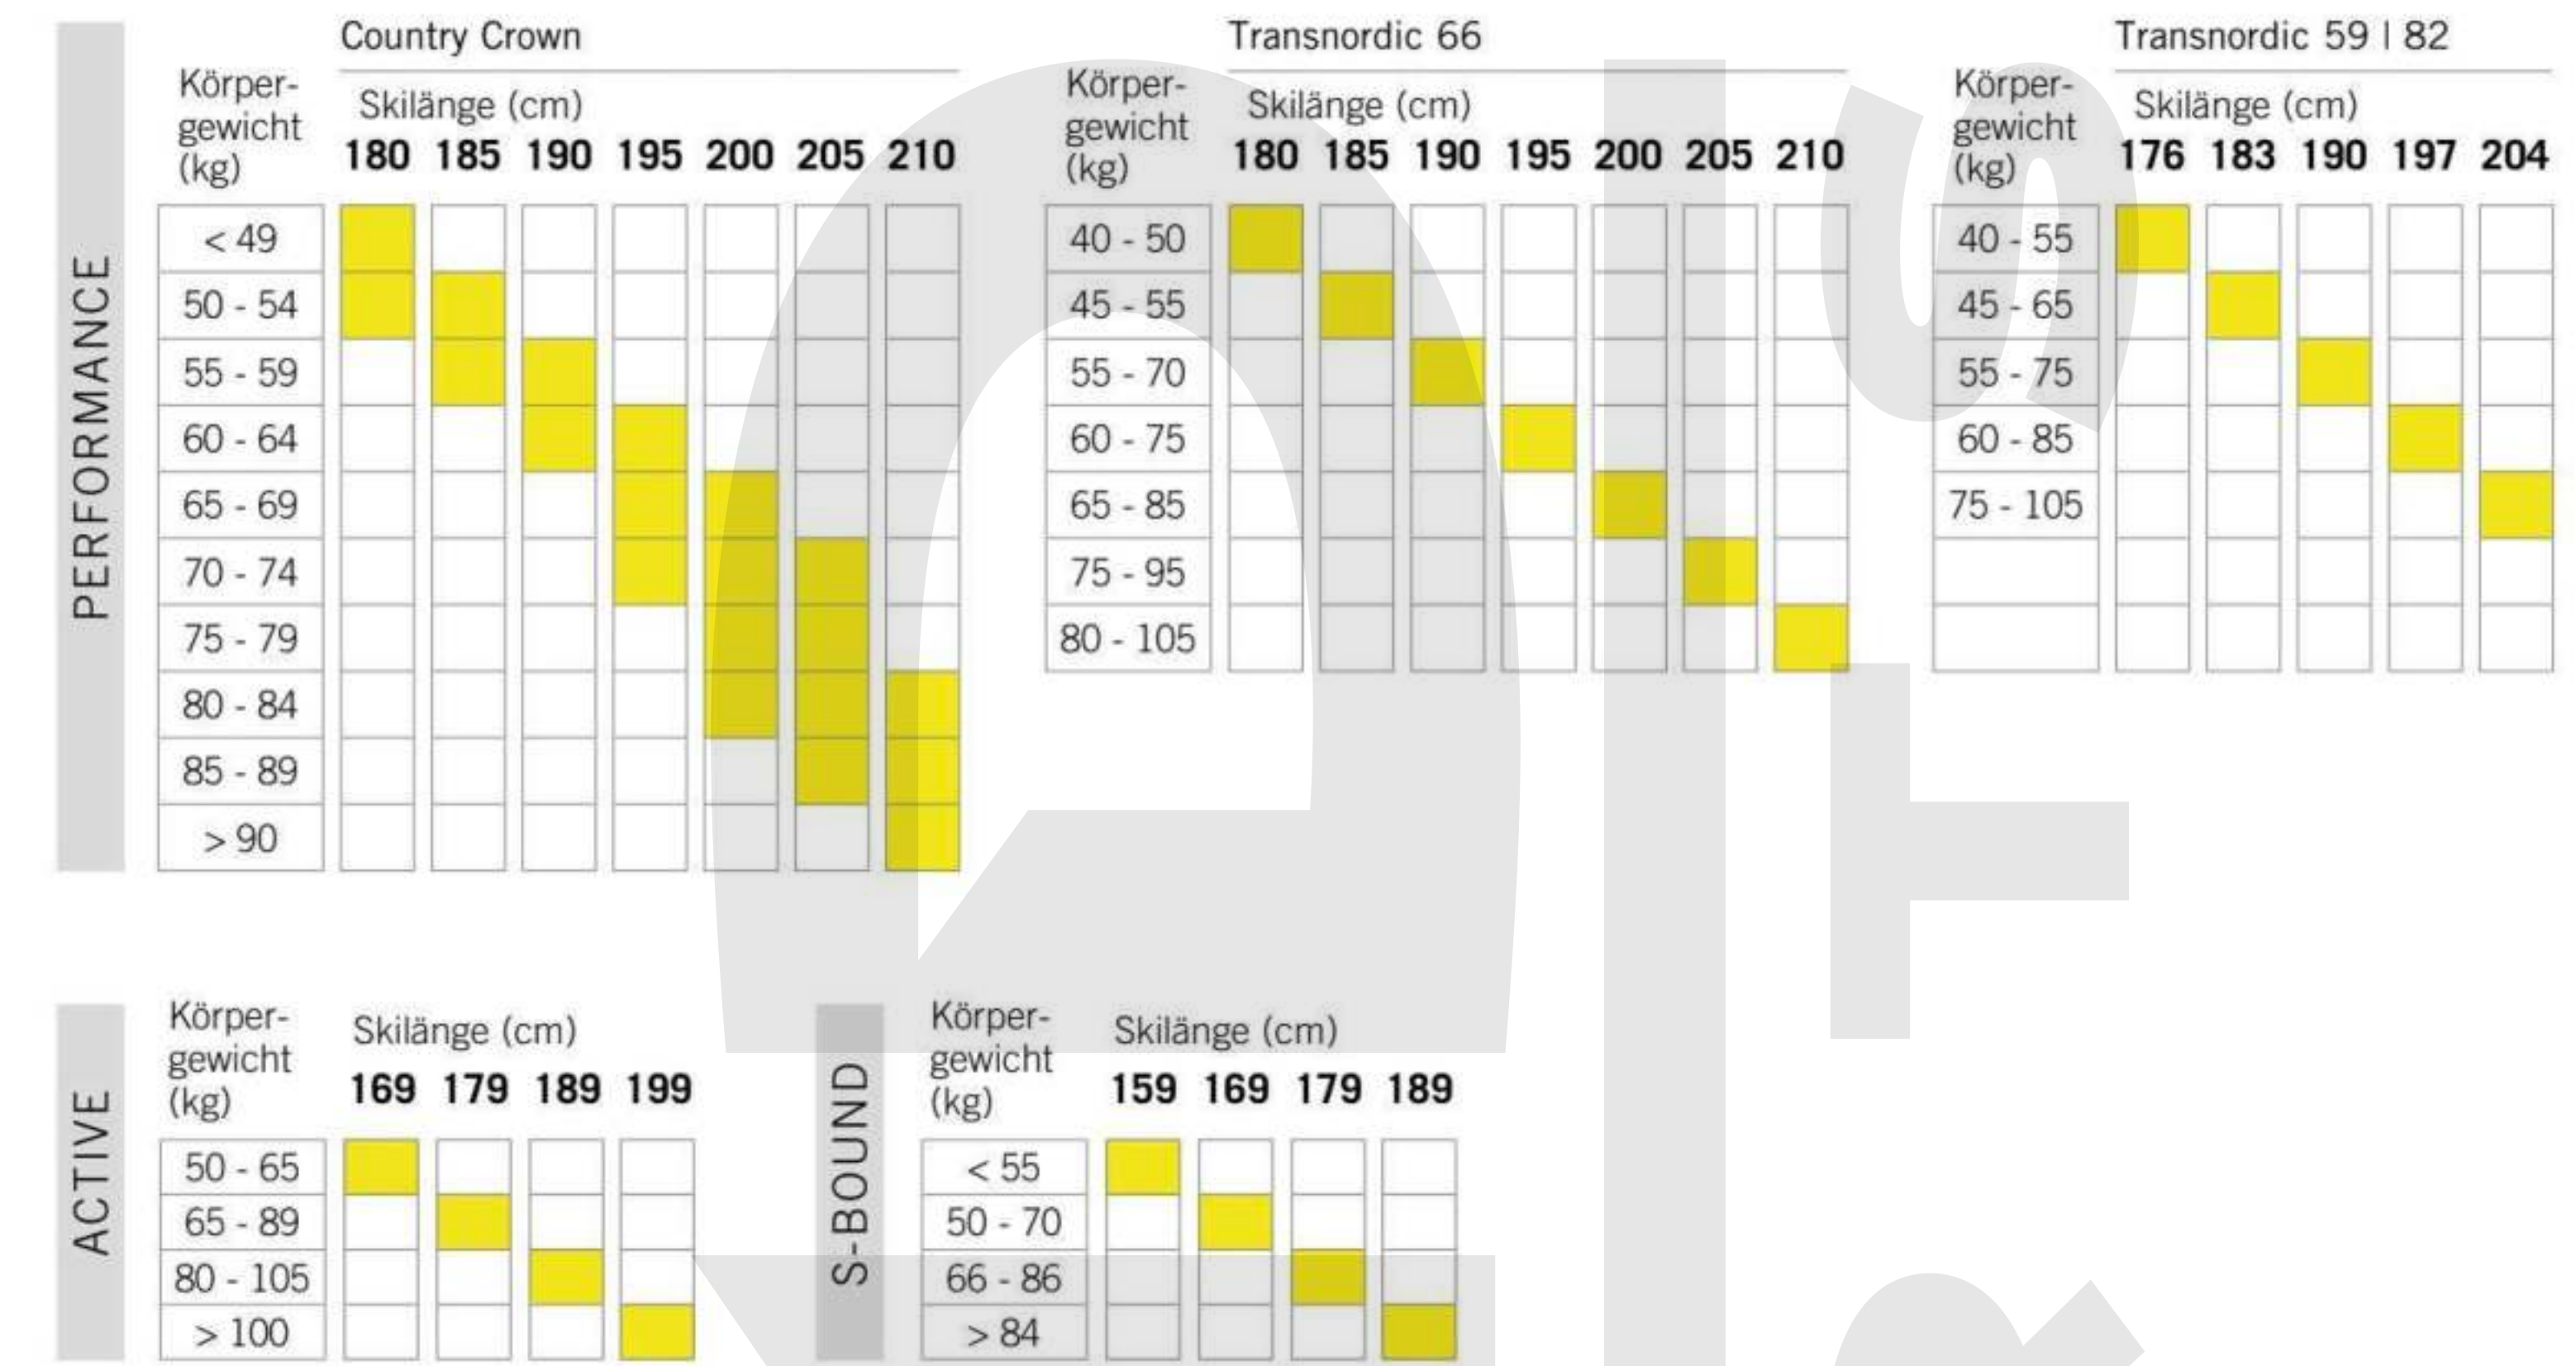 PERFORMANCE
Country Crown
Körper-
gewicht
(kg)
Skilänge (cm)
180 185 190 195 200 205 210
< 49
50 - 54
55 - 59
60 - 64
65 - 69
70 - 74
75 - 79
80 - 84
85 - 89
> 90
Transnordic 66
Körper-
gewicht
(kg)
Skilänge (cm)
180 185 190 195 200 205 210
40 - 50
45 - 55
55 - 70
60 - 75
65 - 85
75 - 95
80 - 105
Transnordic 59 | 82
Körper-
gewicht
(kg)
Skilänge (cm)
176 183 190 197 204
40 - 55
45 - 65
55 - 75
60 - 85
75 - 105
ACTIVE
Körper-
gewicht
(kg)
Skilänge (cm)
169 179 189 199
50 - 65
65 - 89
80 - 105
> 100
S-BOUND
Körper-
gewicht
(kg)
Skilänge (cm)
159 169 179 189
< 55
50 - 70
66 - 86
> 84